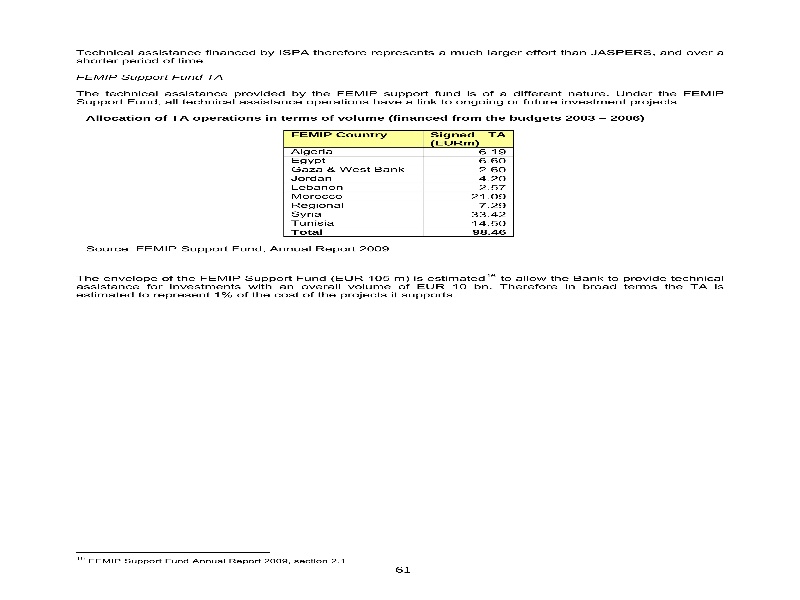 Technical assistance financed by ISPA therefore represents a much larger effort than JASPERS, and over a
shorter period of time.
FEMIP Support Fund TA
The technical assistance provided by the FEMIP support fund is of a different nature. Under the FEMIP
Support Fund, all technical assistance operations have a link to ongoing or future investment projects.
Allocation of TA operations in terms of volume (financed from the budgets 2003 – 2006)
FEMIP Country Signed TA
(EURm)
Algeria 6.19
Egypt 6.60
Gaza & West Bank 2.60
Jordan 4.20
Lebanon 2.57
Morocco 21.09
Regional 7.29
Syria 33.42
Tunisia 14.50
Total 98.46
Source: FEMIP Support Fund, Annual Report 2009
The envelope of the FEMIP Support Fund (EUR 105 m) is estimated to allow the Bank to provide technical
assistance for investments with an overall volume of EUR 10 bn. Therefore in broad terms the TA is
estimated to represent 1% of the cost of the projects it supports.
FEMIP Support Fund Annual Report 2009, section 2.1
61